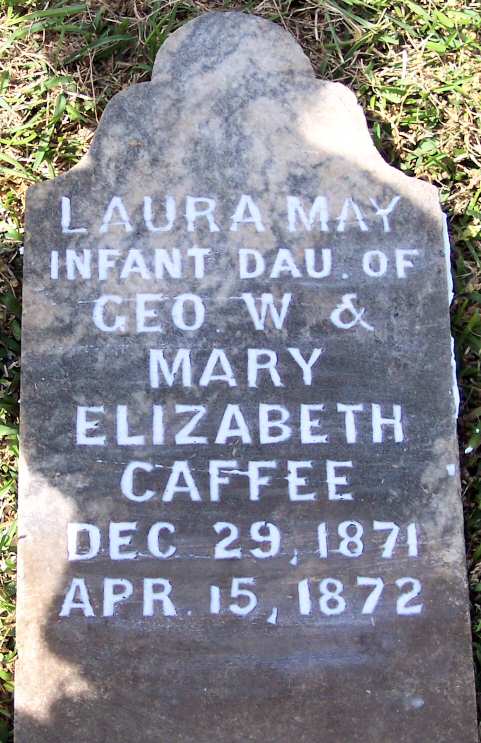 LAURA MAY
INFANT DAU. OF
GEO. W &
MARY
ELIZABETH
CAFFEE
DEC 29, 1871
APR. 15, 1872